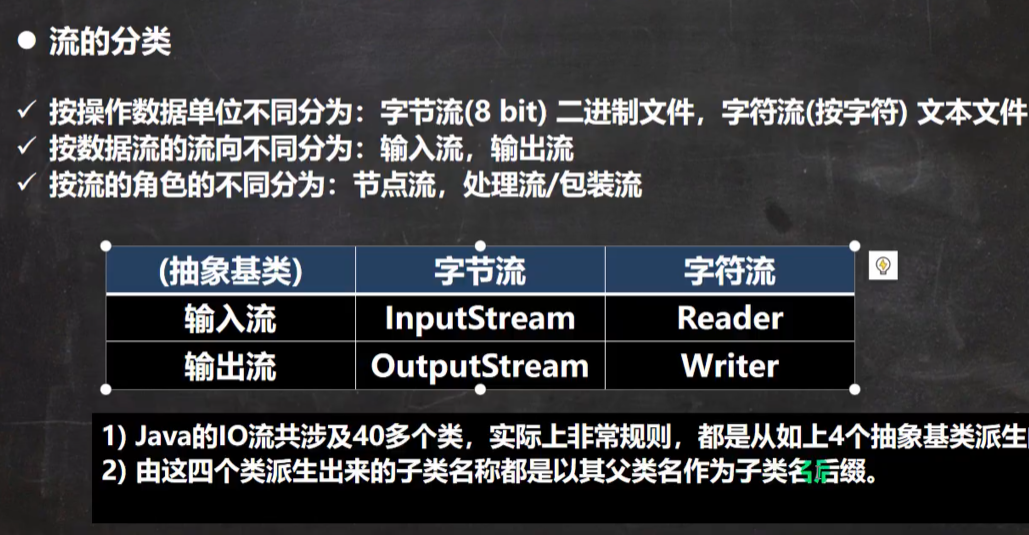 ● 流的分类
✓ 按操作数据单位不同分为：字节流(8 bit) 二进制文件，字符流(按字符) 文本文件
✓ 按数据流的流向不同分为：输入流，输出流
✓ 按流的角色的不同分为：节点流，处理流/包装流
(抽象基类) 字节流 字符流
输入流 InputStream Reader
输出流 OutputStream Writer
1) Java的IO流共涉及40多个类，实际上非常规则，都是从如上4个抽象基类派生
2) 由这四个类派生出来的子类名称都是以其父类名作为子类名后缀。